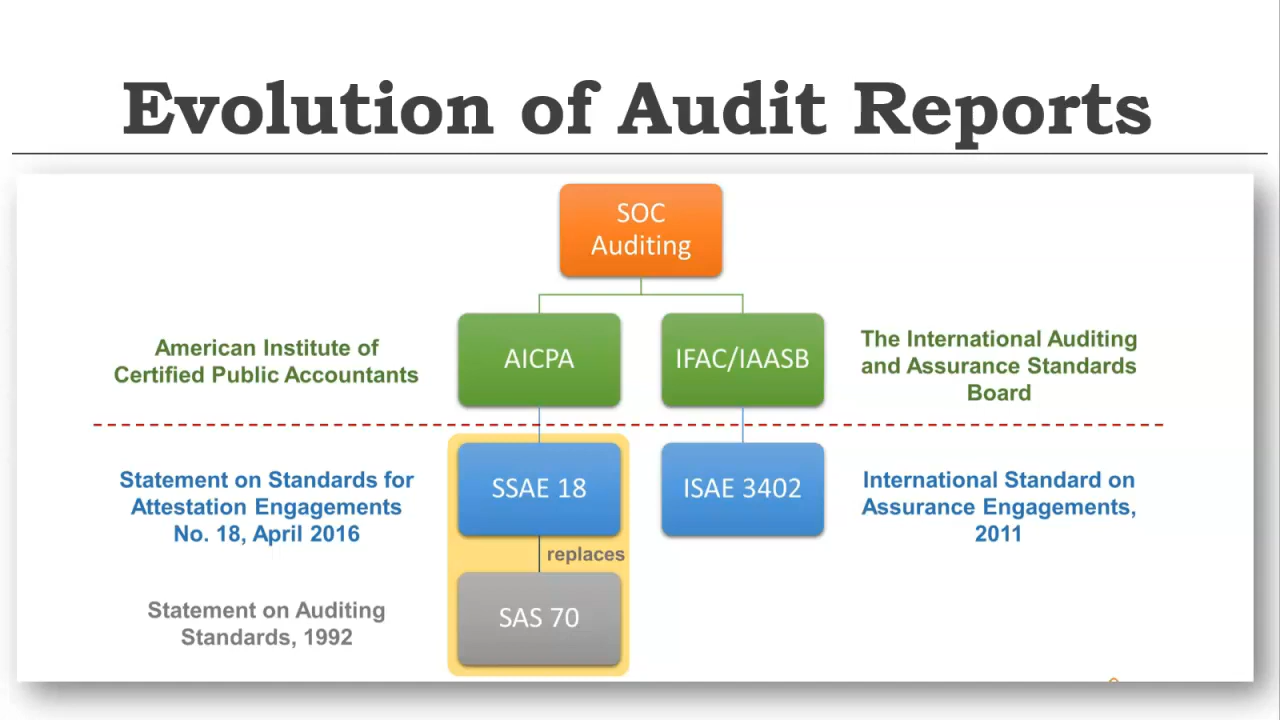 Evolution of Audit Reports
SOC
Auditing
American Institute of
Certified Public Accountants
AICPA
IFAC/IAASB
The International Auditing
and Assurance Standards
Board
Statement on Standards for
Attestation Engagements
No. 18, April 2016
SSAE 18
ISAE 3402
International Standard on
Assurance Engagements,
2011
replaces
Statement on Auditing
Standards, 1992
SAS 70